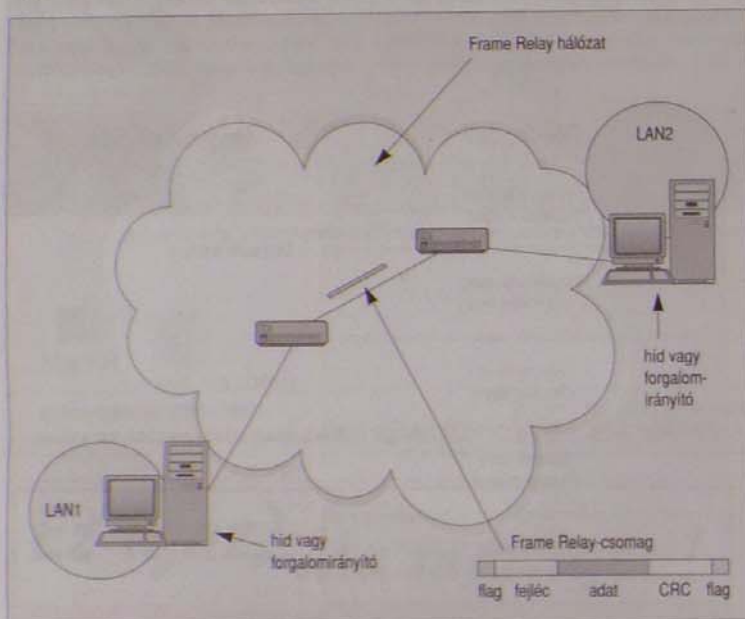 Frame Relay hálózat
LAN2
híd vagy
forgalom-
irányító
LAN1
híd vagy
forgalomirányító
Frame Relay-csomag
flag fejléc adat CRC flag